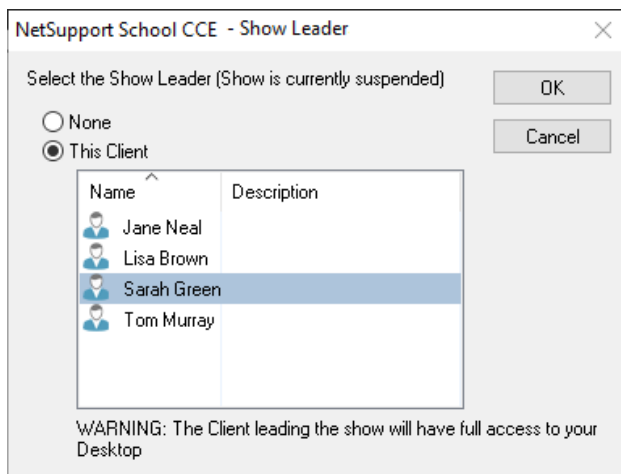 NetSupport School CCE - Show Leader
Select the Show Leader (Show is currently suspended)
OK
None
Cancel
This Client
Name Description
Jane Neal
Lisa Brown
Sarah Green
Tom Murray
WARNING: The Client leading the show will have full access to your
Desktop